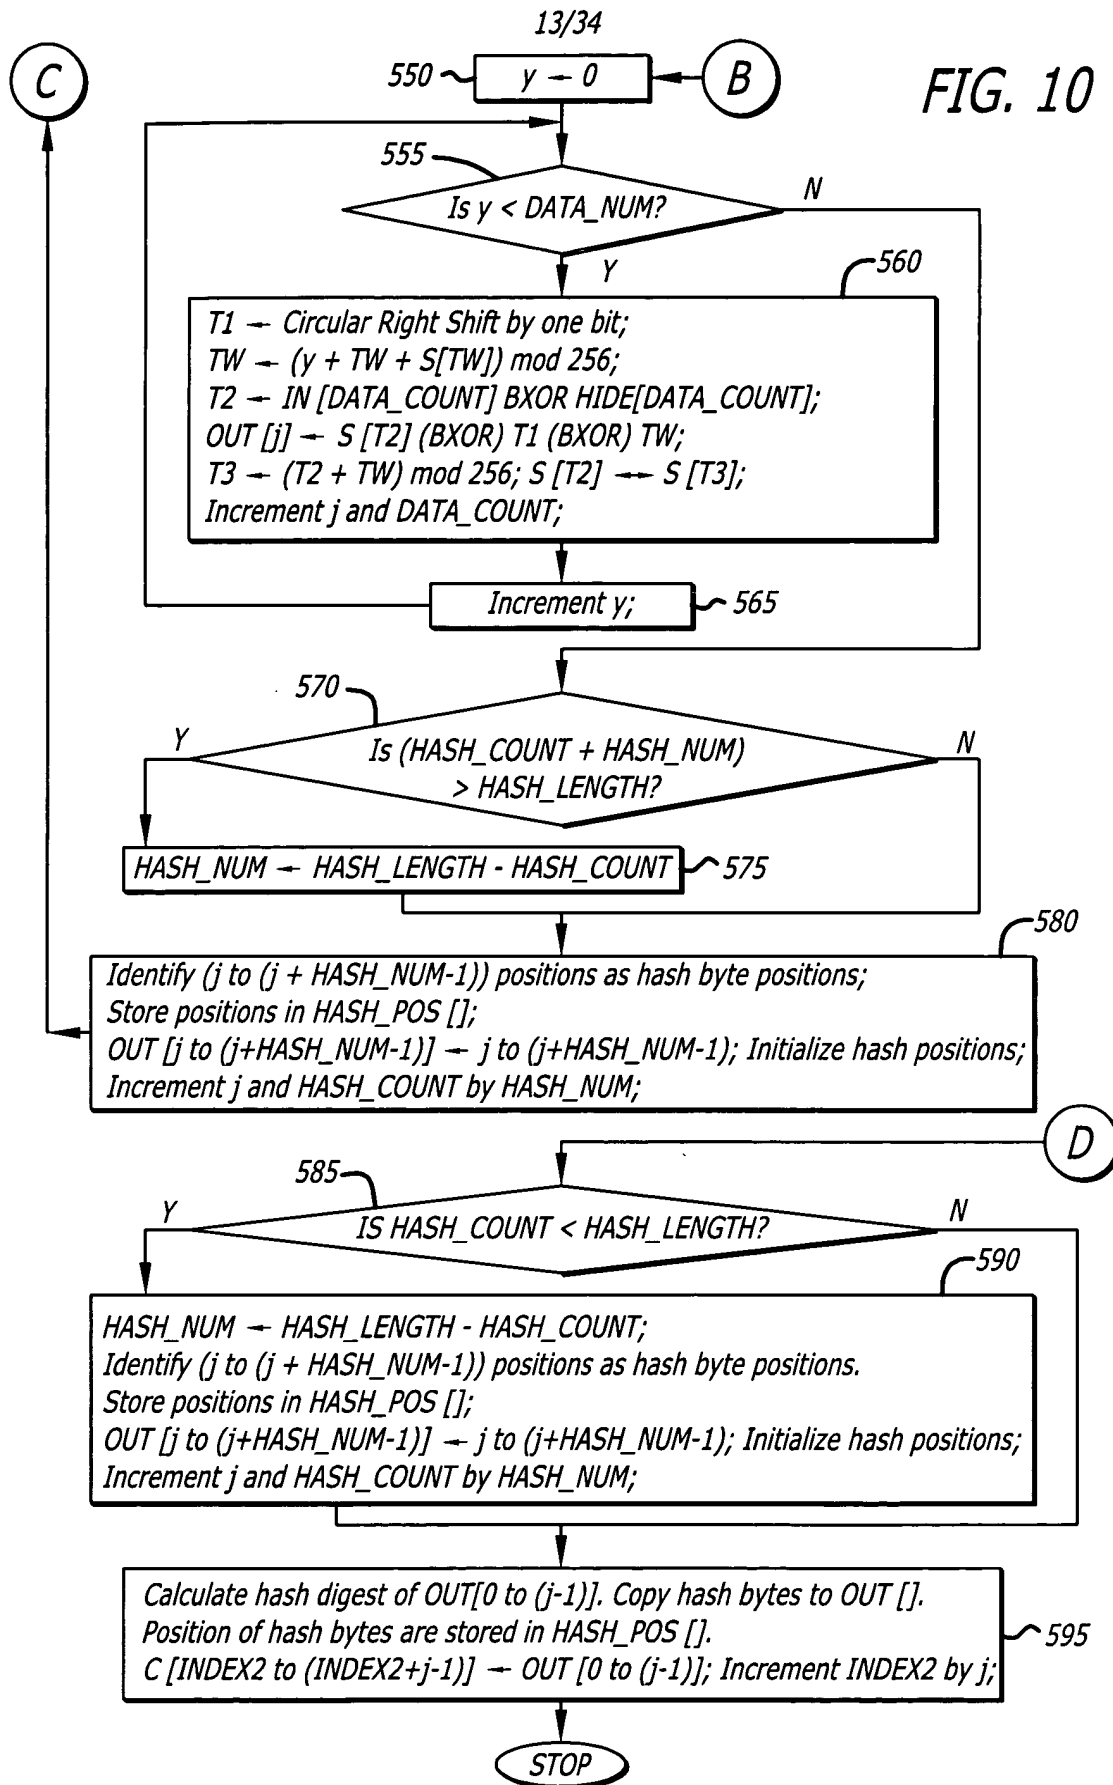 13/34
C
550
y ← 0
B
FIG. 10
555
Is y < DATA_NUM?
N
Y
560
T1 ← Circular Right Shift by one bit;
TW ← (y + TW + S[TW]) mod 256;
T2 ← IN [DATA_COUNT] BXOR HIDE[DATA_COUNT];
OUT [j] ← S [T2] (BXOR) T1 (BXOR) TW;
T3 ← (T2 + TW) mod 256; S [T2] ↔ S [T3];
Increment j and DATA_COUNT;
Increment y;
565
570
Y
Is (HASH_COUNT + HASH_NUM)
> HASH_LENGTH?
N
HASH_NUM ← HASH_LENGTH - HASH_COUNT
575
580
Identify (j to (j + HASH_NUM-1)) positions as hash byte positions;
Store positions in HASH_POS [];
OUT [j to (j+HASH_NUM-1)] ← j to (j+HASH_NUM-1); Initialize hash positions;
Increment j and HASH_COUNT by HASH_NUM;
D
585
Y
IS HASH_COUNT < HASH_LENGTH?
N
590
HASH_NUM ← HASH_LENGTH - HASH_COUNT;
Identify (j to (j + HASH_NUM-1)) positions as hash byte positions.
Store positions in HASH_POS [];
OUT [j to (j+HASH_NUM-1)] ← j to (j+HASH_NUM-1); Initialize hash positions;
Increment j and HASH_COUNT by HASH_NUM;
Calculate hash digest of OUT[0 to (j-1)]. Copy hash bytes to OUT [].
Position of hash bytes are stored in HASH_POS [].
C [INDEX2 to (INDEX2+j-1)] ← OUT [0 to (j-1)]; Increment INDEX2 by j;
595
STOP